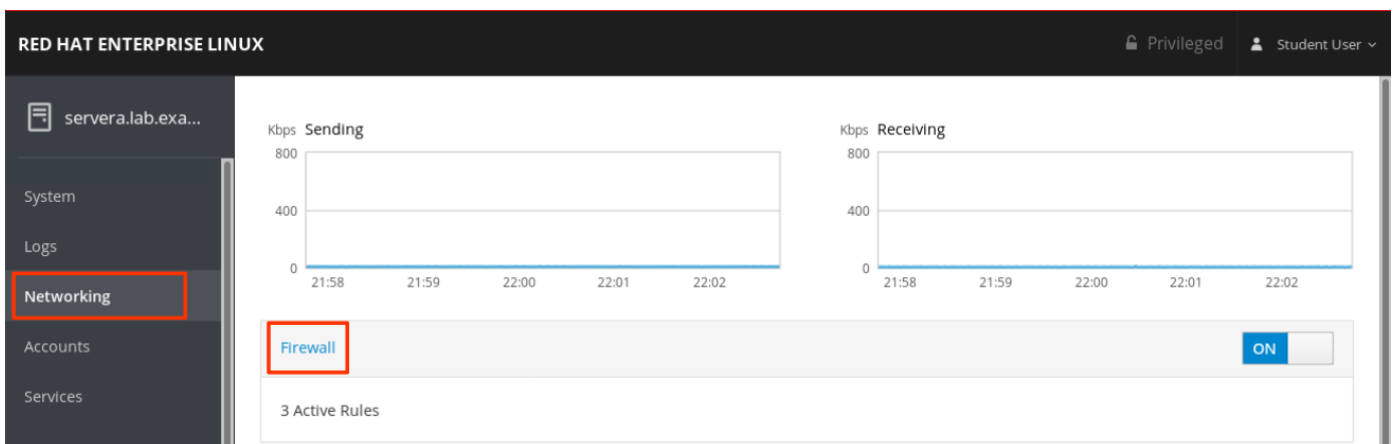 RED HAT ENTERPRISE LINUX
Privileged
Student User
servera.lab.exa...
System
Logs
Networking
Accounts
Services
Kbps Sending
800
400
0
21:58 21:59 22:00 22:01 22:02
Kbps Receiving
800
400
0
21:58 21:59 22:00 22:01 22:02
Firewall
ON
3 Active Rules